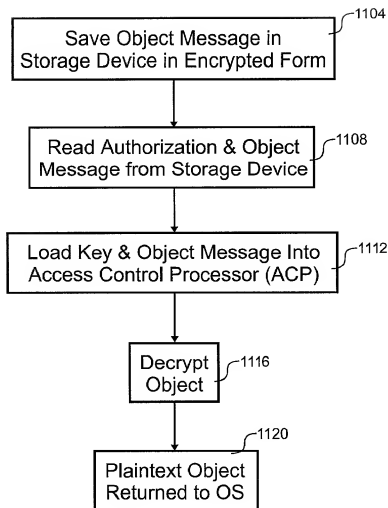 1104
Save Object Message in
Storage Device in Encrypted Form
1108
Read Authorization & Object
Message from Storage Device
1112
Load Key & Object Message Into
Access Control Processor (ACP)
1116
Decrypt
Object
1120
Plaintext Object
Returned to OS